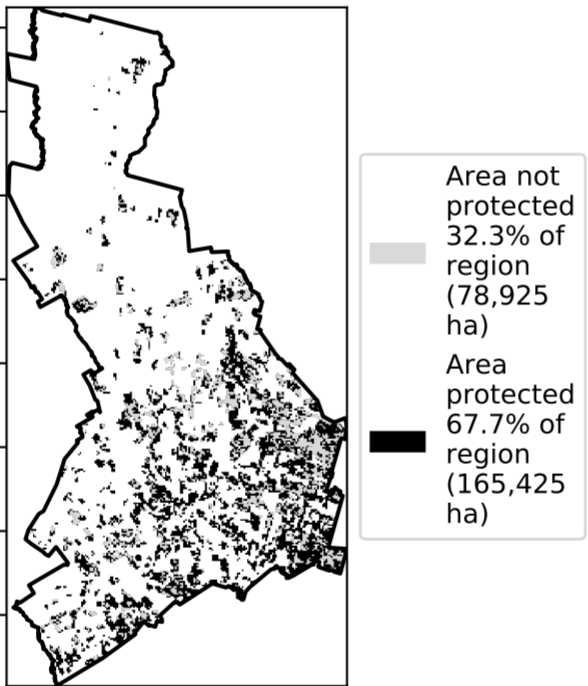 Area not
protected
32.3% of
region
(78,925
ha)
Area
protected
67.7% of
region
(165,425
ha)